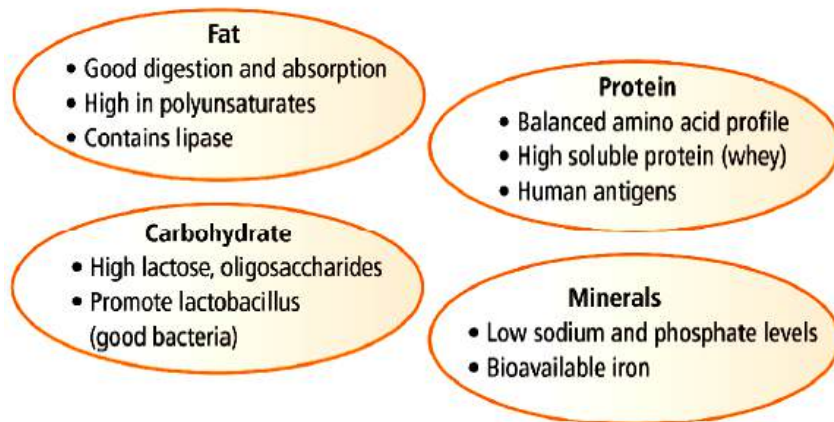 Fat
• Good digestion and absorption
• High in polyunsaturates
• Contains lipase
Protein
• Balanced amino acid profile
• High soluble protein (whey)
• Human antigens
Carbohydrate
• High lactose, oligosaccharides
• Promote lactobacillus
(good bacteria)
Minerals
• Low sodium and phosphate levels
• Bioavailable iron